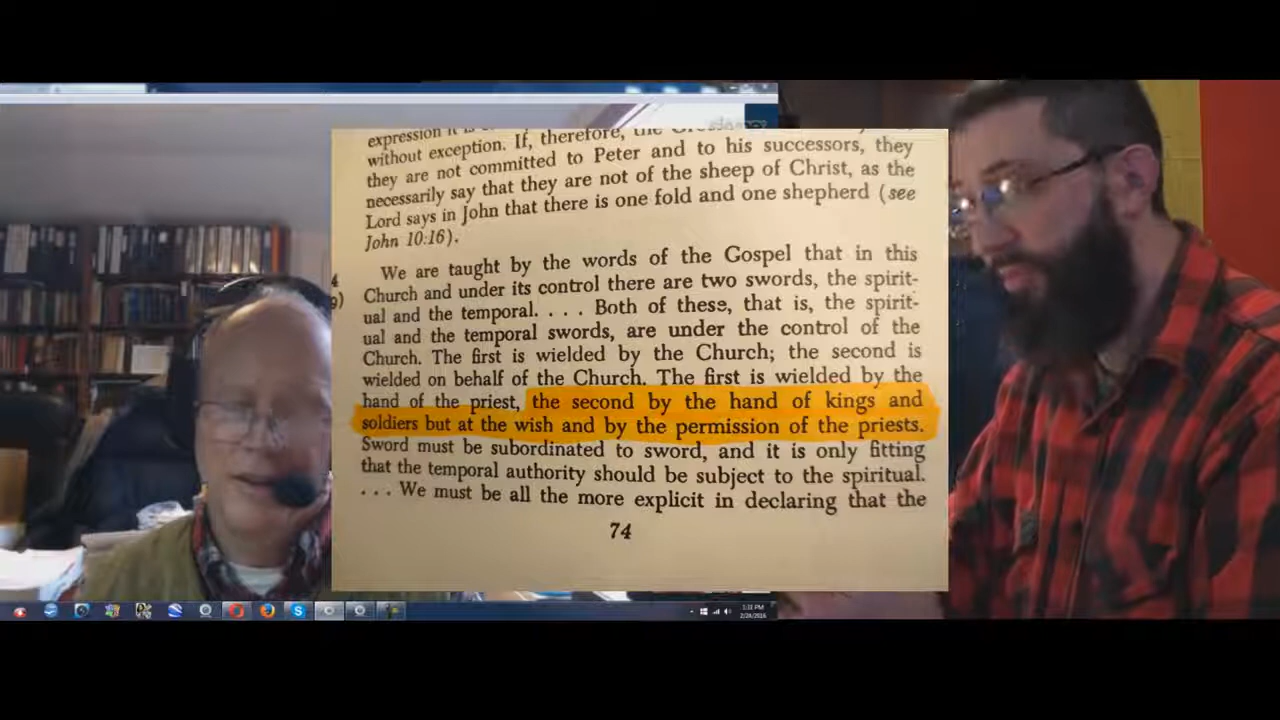 expression it is
without exception. If, therefore, the
they are not committed to Peter and to his successors, they
necessarily say that they are not of the sheep of Christ, as the
Lord says in John that there is one fold and one shepherd (see
John 10:16).
We are taught by the words of the Gospel that in this
Church and under its control there are two swords, the spirit-
ual and the temporal. . . . Both of these, that is, the spirit-
ual and the temporal swords, are under the control of the
Church. The first is wielded by the Church; the second is
wielded on behalf of the Church. The first is wielded by the
hand of the priest, the second by the hand of kings and
soldiers but at the wish and by the permission of the priests.
Sword must be subordinated to sword, and it is only fitting
that the temporal authority should be subject to the spiritual.
. . . We must be all the more explicit in declaring that the
74